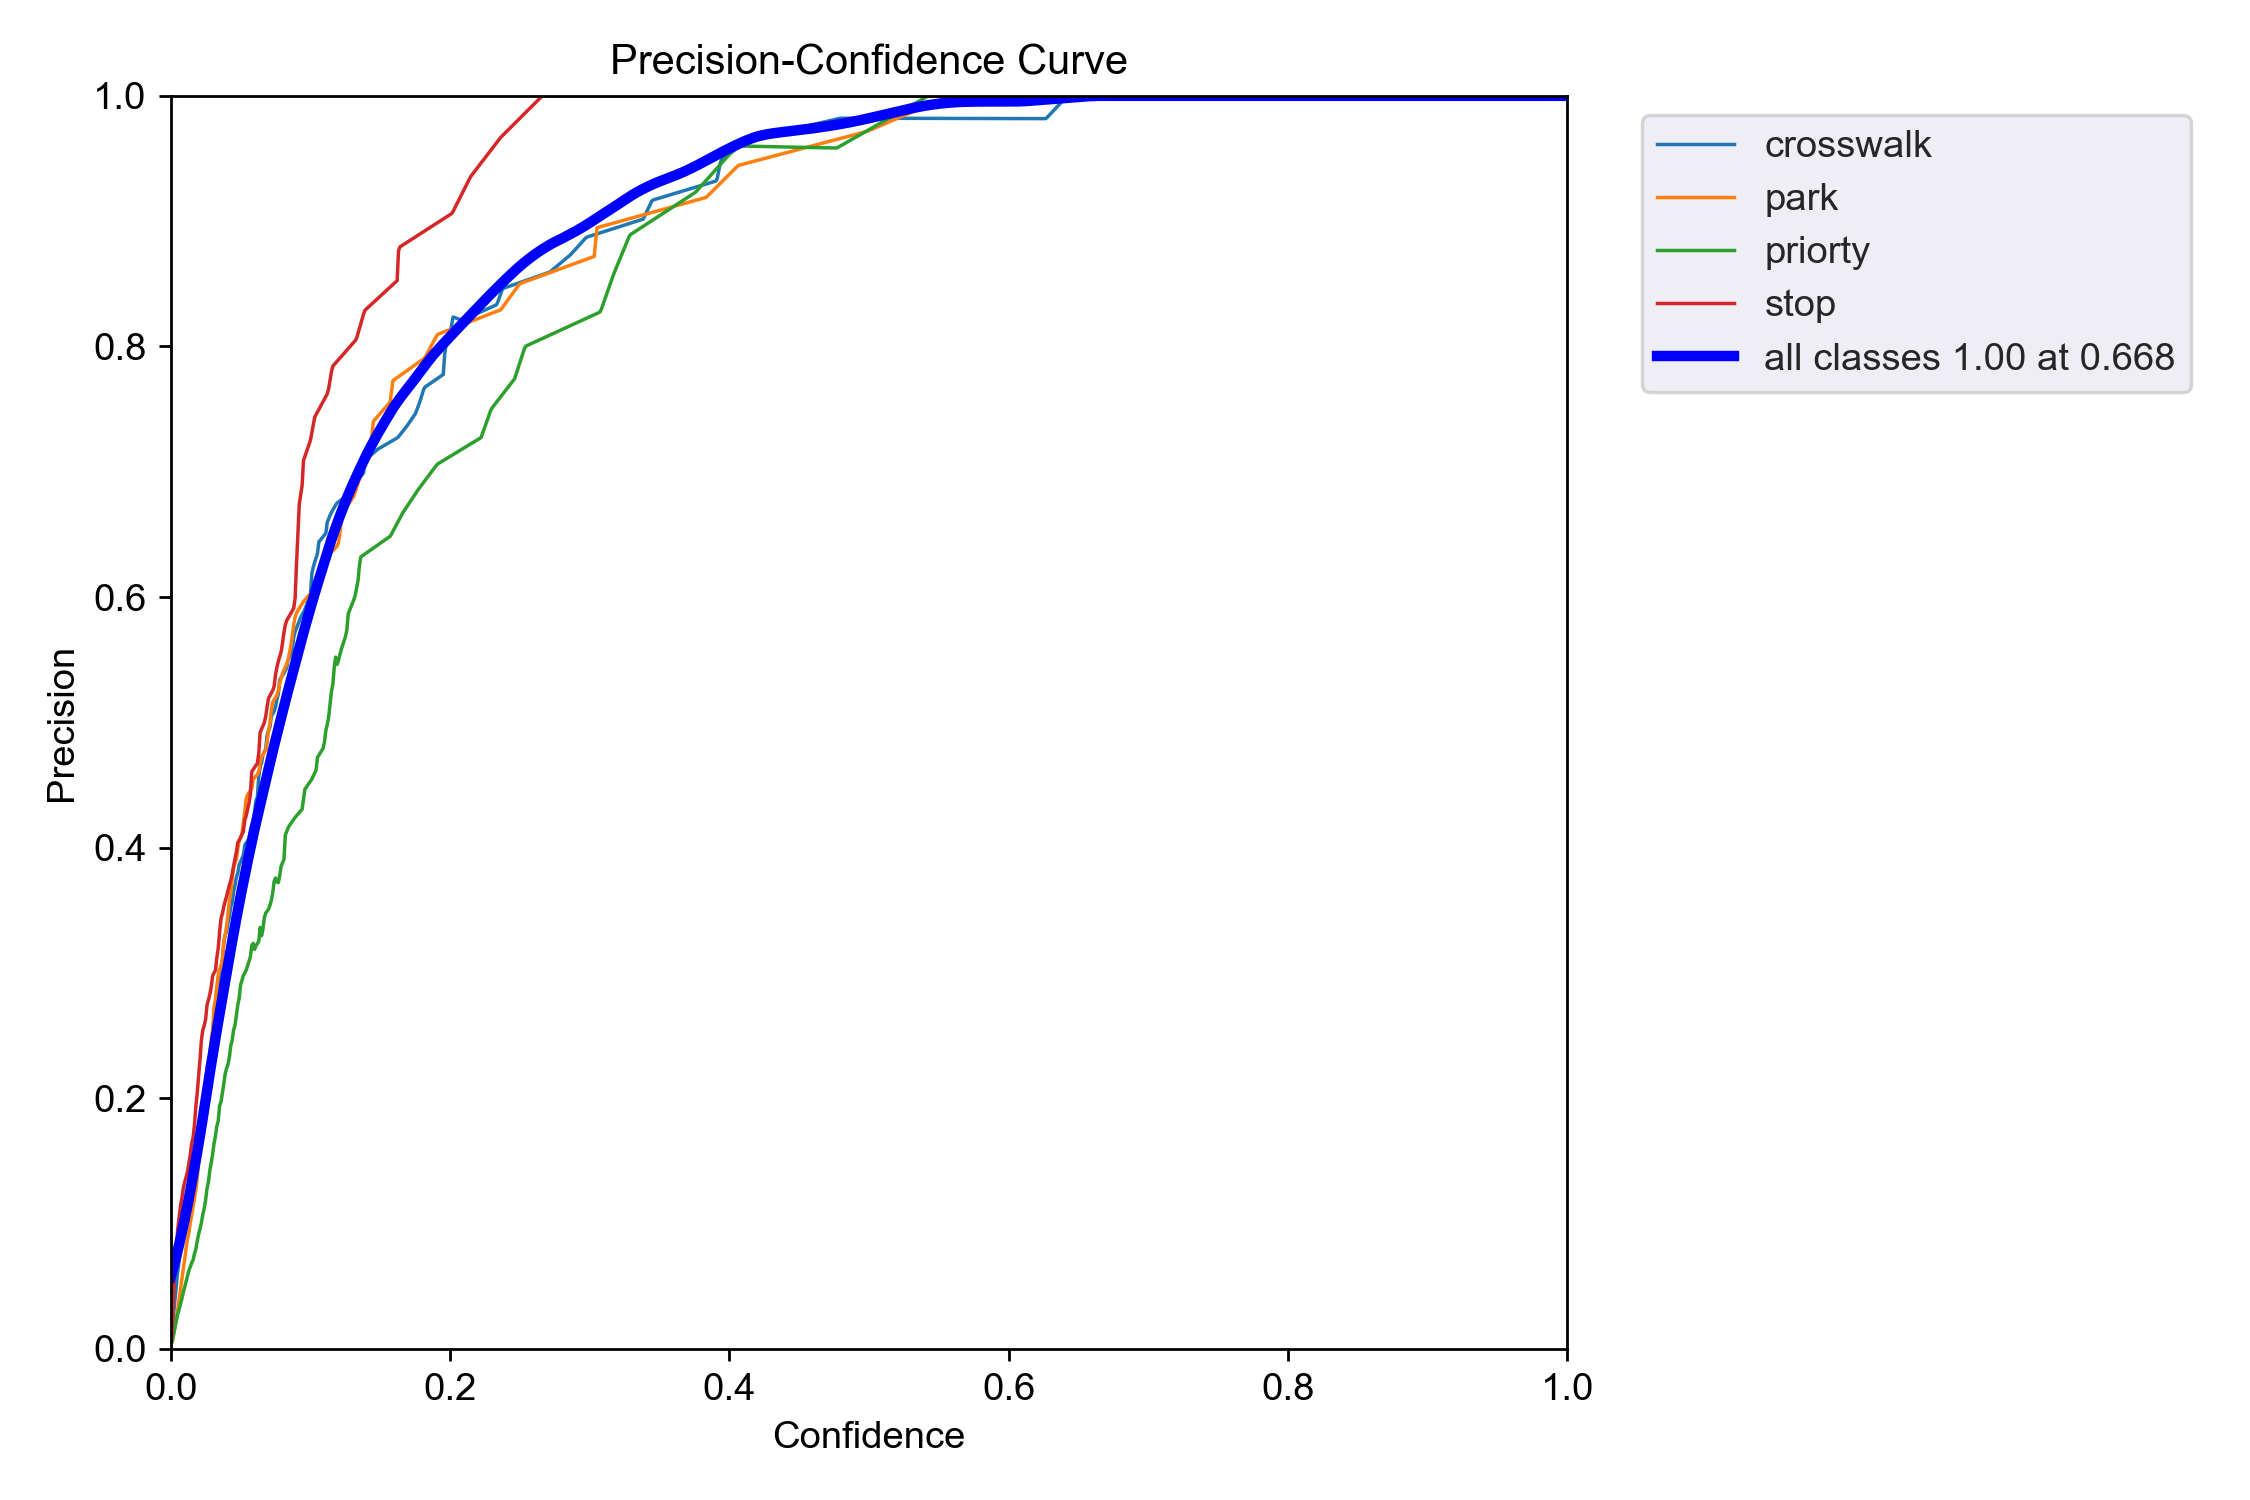 Precision-Confidence Curve
1.0
0.8
0.6
0.4
0.2
0.0
Precision
0.0 0.2 0.4 0.6 0.8 1.0
Confidence
crosswalk
park
priorty
stop
all classes 1.00 at 0.668